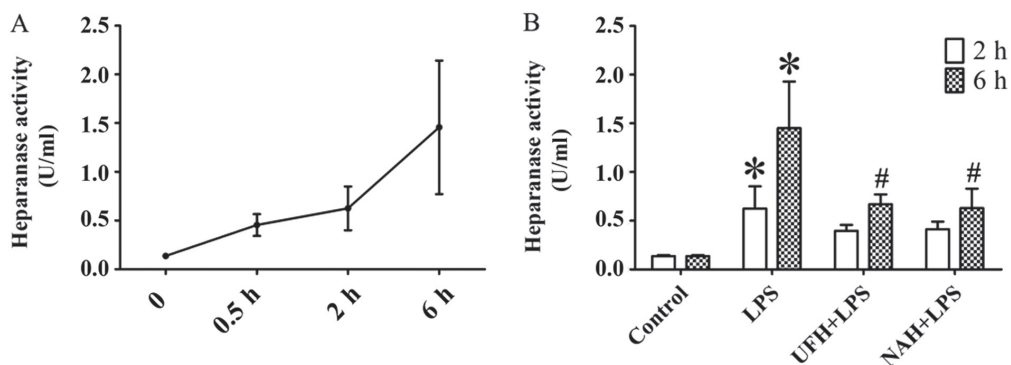 A
Heparanase activity
(U/ml)
2.5
2.0
1.5
1.0
0.5
0.0
0
0.5 h
2 h
6 h
B
Heparanase activity
(U/ml)
2.5
2.0
1.5
1.0
0.5
0.0
*
*
#
#
2 h
6 h
Control
LPS
UFH+LPS
NAH+LPS